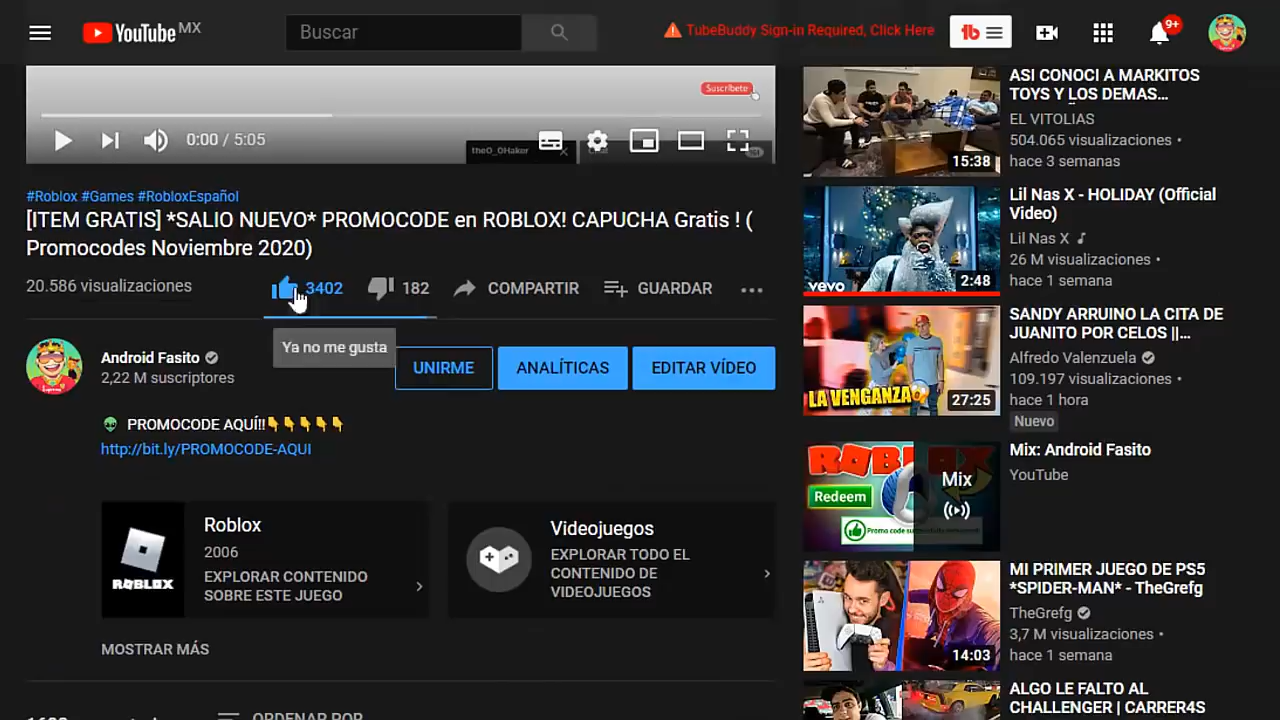 YouTube MX
Buscar
TubeBuddy Sign-in Required, Click Here
9+
Suscríbete
0:00 / 5:05
theO_OHaker
#Roblox #Games #RobloxEspañol
[ITEM GRATIS] *SALIO NUEVO* PROMOCODE en ROBLOX! CAPUCHA Gratis ! (
Promocodes Noviembre 2020)
20.586 visualizaciones
3402
182
COMPARTIR
GUARDAR
Ya no me gusta
Android Fasito
2,22 M suscriptores
UNIRME
ANALÍTICAS
EDITAR VÍDEO
PROMOCODE AQUÍ!!
http://bit.ly/PROMOCODE-AQUI
ROBLOX
Roblox
2006
EXPLORAR CONTENIDO
SOBRE ESTE JUEGO
Videojuegos
EXPLORAR TODO EL
CONTENIDO DE
VIDEOJUEGOS
MOSTRAR MÁS
ORDENAR POR
15:38
ASI CONOCI A MARKITOS
TOYS Y LOS DEMAS...
EL VITOLIAS
504.065 visualizaciones •
hace 3 semanas
vevo
2:48
Lil Nas X - HOLIDAY (Official
Video)
Lil Nas X
26 M visualizaciones •
hace 1 semana
LA VENGANZA
27:25
SANDY ARRUINO LA CITA DE
JUANITO POR CELOS ||...
Alfredo Valenzuela
109.197 visualizaciones •
hace 1 hora
Nuevo
Redeem
Mix
Mix: Android Fasito
YouTube
14:03
MI PRIMER JUEGO DE PS5
*SPIDER-MAN* - TheGrefg
TheGrefg
3,7 M visualizaciones •
hace 1 semana
ALGO LE FALTO AL
CHALLENGER | CARRER4S